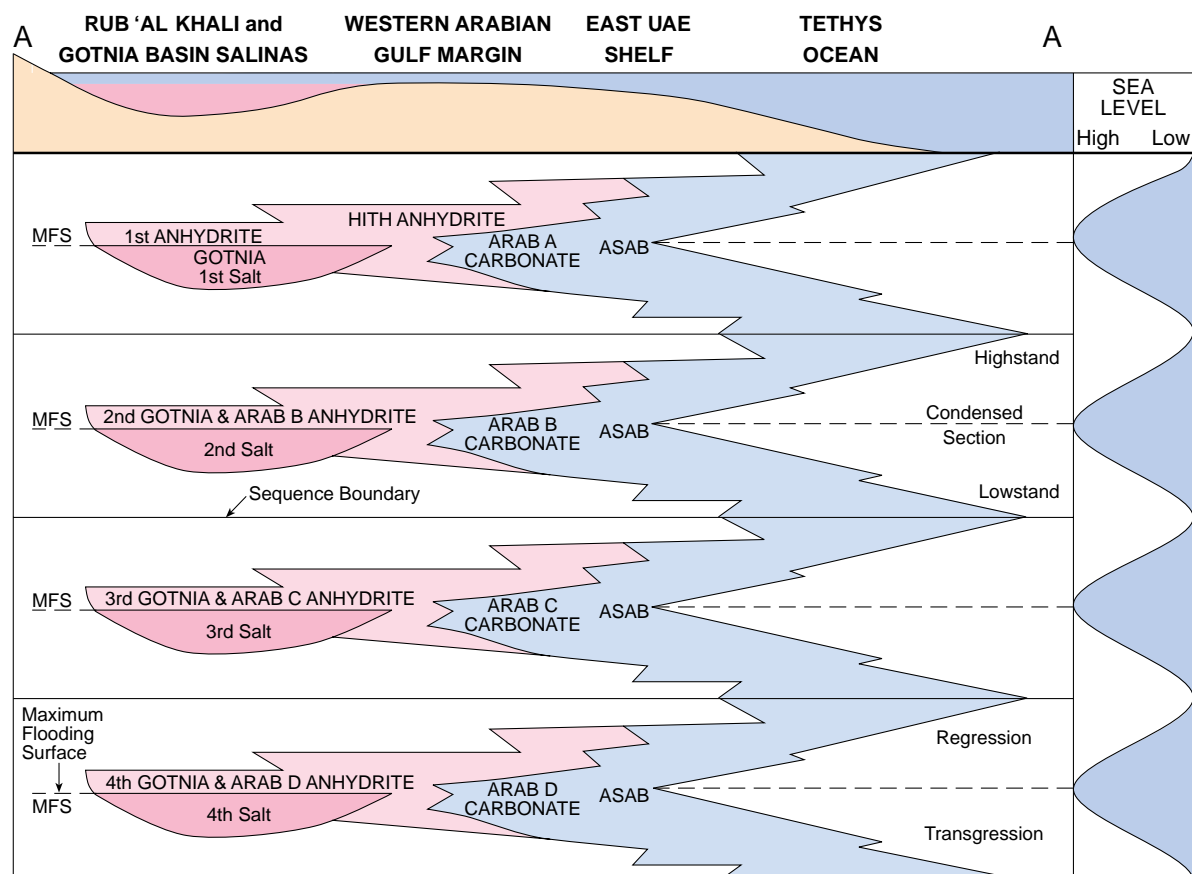 A
RUB 'AL KHALI and
GOTNIA BASIN SALINAS
WESTERN ARABIAN
GULF MARGIN
EAST UAE
SHELF
TETHYS
OCEAN
A
SEA
LEVEL
High Low
MFS
1st ANHYDRITE
GOTNIA
1st Salt
HITH ANHYDRITE
ARAB A
CARBONATE
ASAB
Highstand
MFS
2nd GOTNIA & ARAB B ANHYDRITE
2nd Salt
ARAB B
CARBONATE
ASAB
Condensed
Section
Sequence Boundary
Lowstand
MFS
3rd GOTNIA & ARAB C ANHYDRITE
3rd Salt
ARAB C
CARBONATE
ASAB
Maximum
Flooding
Surface
MFS
4th GOTNIA & ARAB D ANHYDRITE
4th Salt
ARAB D
CARBONATE
ASAB
Regression
Transgression